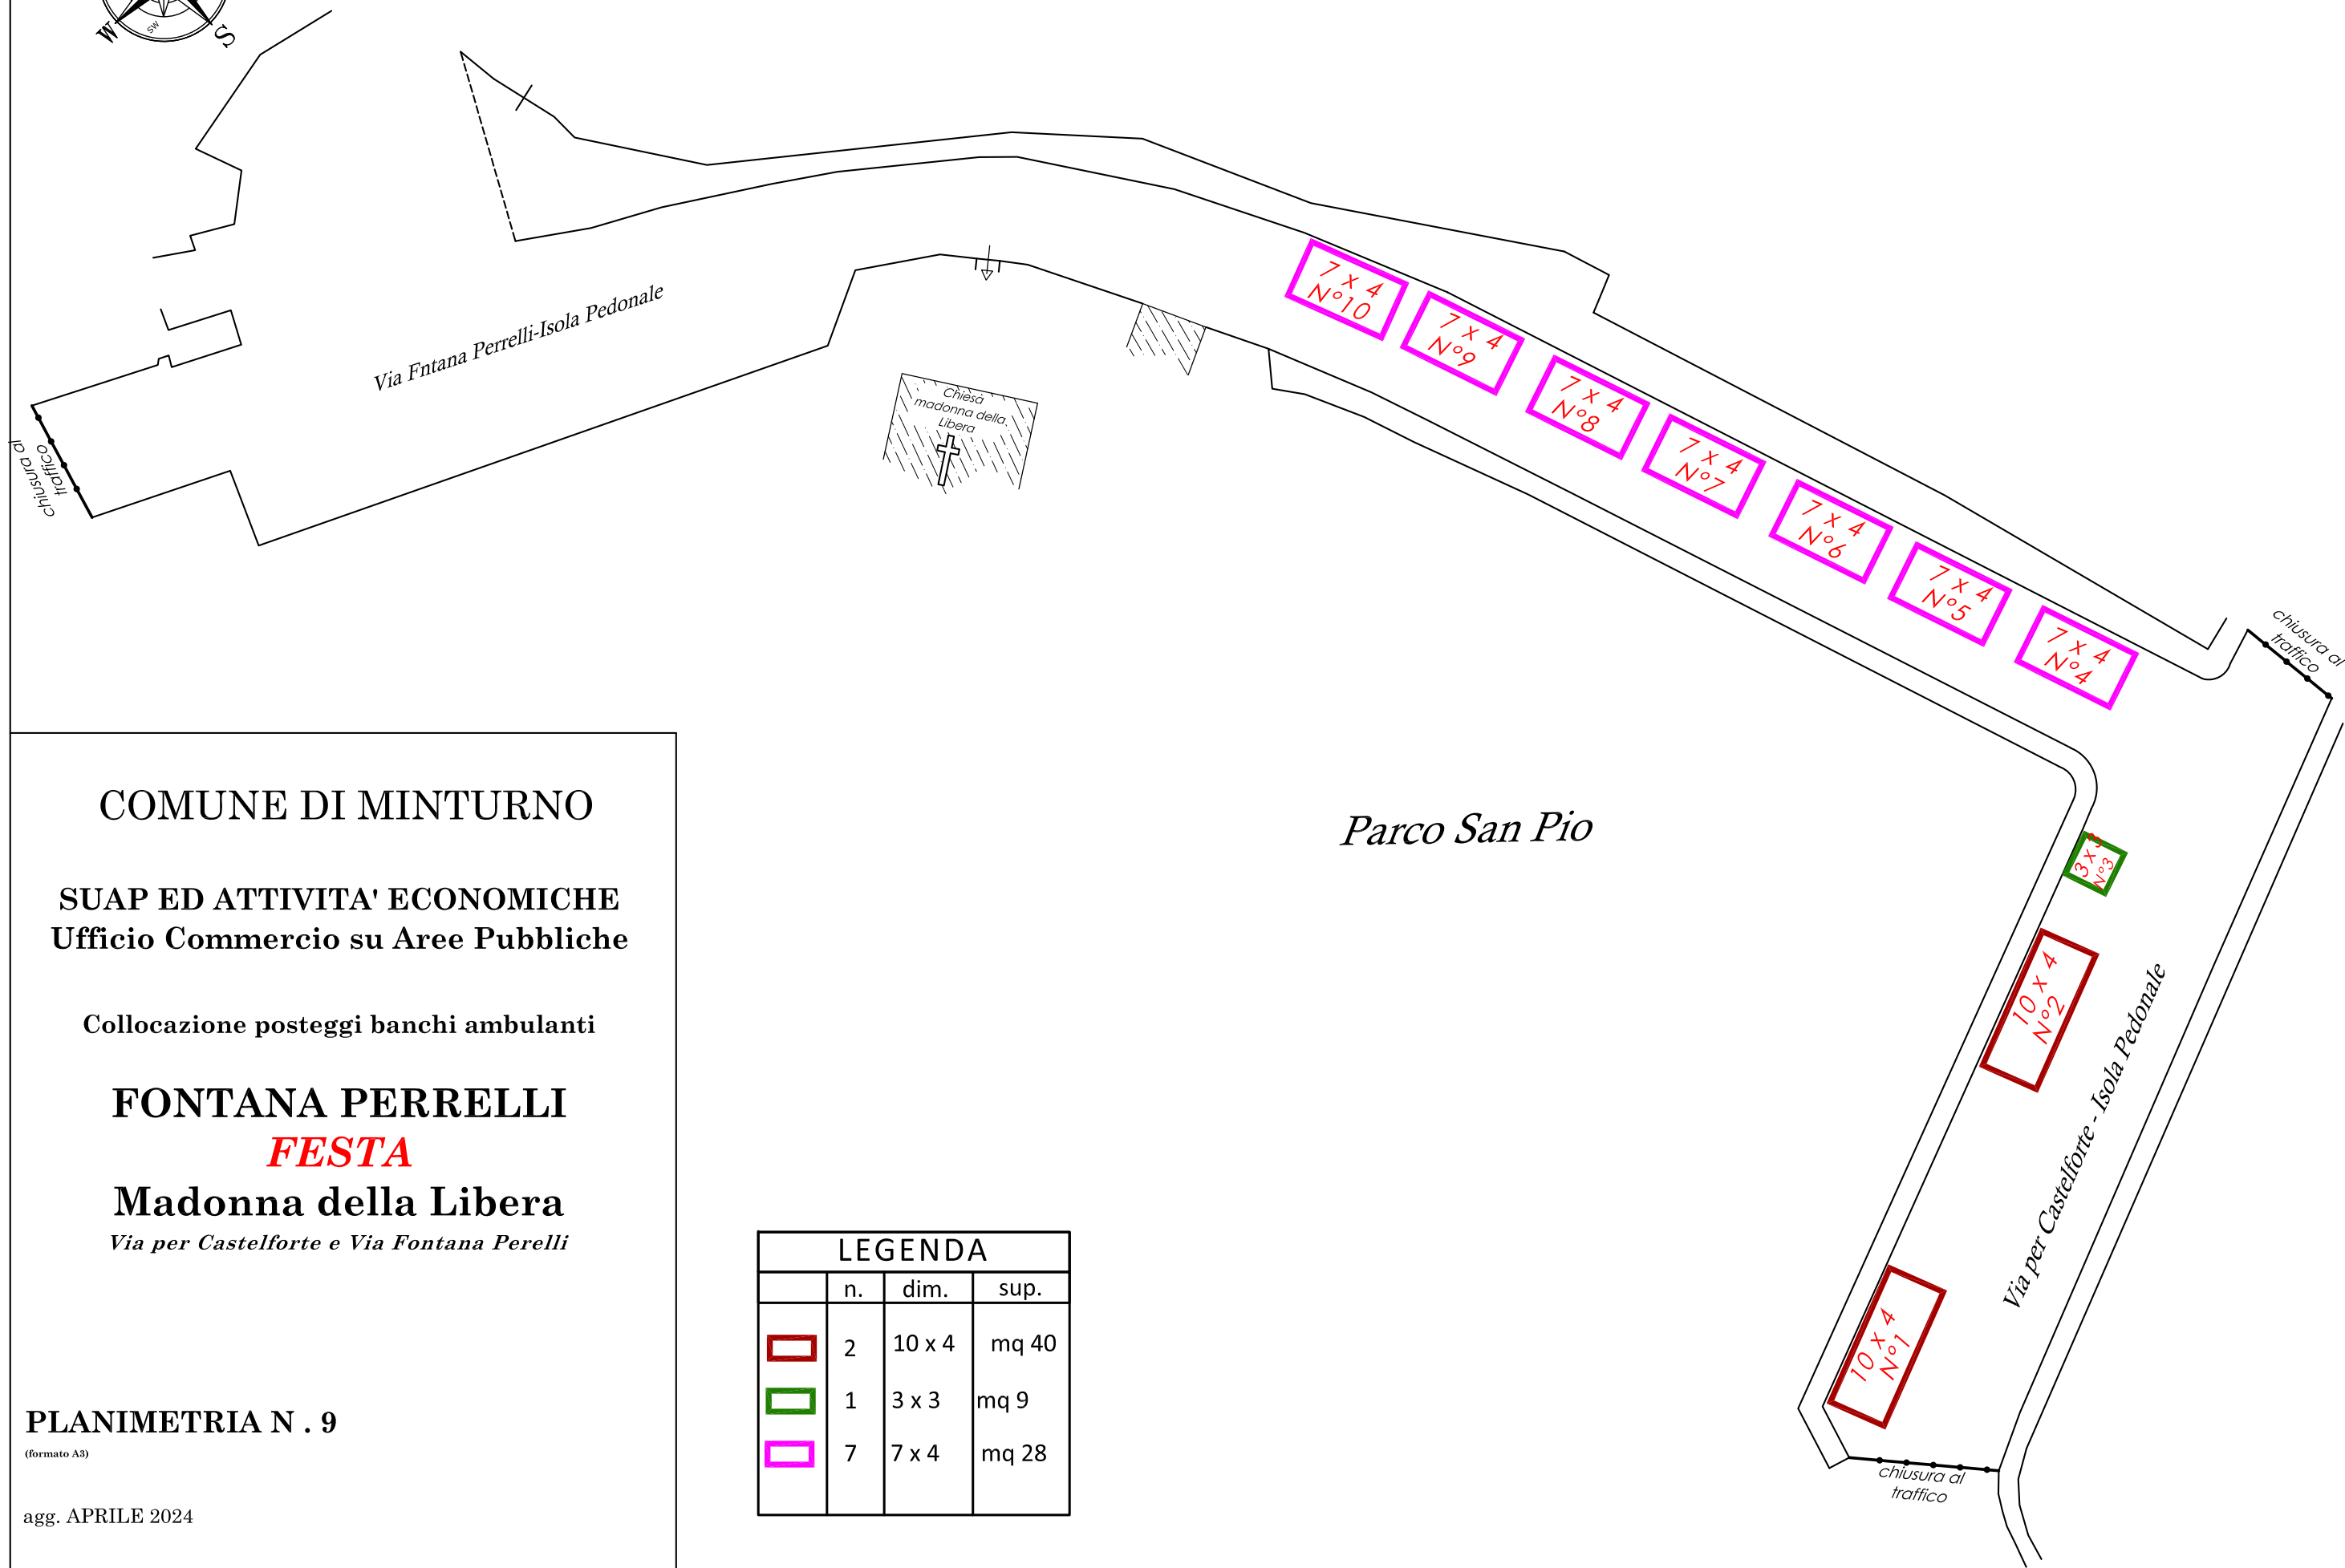 W
SW
S
Via Fntana Perrelli-Isola Pedonale
chiusura al
traffico
Chiesa
madonna della
Libera
7 x 4
N°10
7 x 4
N°9
7 x 4
N°8
7 x 4
N°7
7 x 4
N°6
7 x 4
N°5
7 x 4
N°4
chiusura al
traffico
Parco San Pio
3 x 3
N°3
10 x 4
N°2
Via per Castelforte - Isola Pedonale
10 x 4
N°1
chiusura al
traffico
COMUNE DI MINTURNO
SUAP ED ATTIVITA' ECONOMICHE
Ufficio Commercio su Aree Pubbliche
Collocazione posteggi banchi ambulanti
FONTANA PERRELLI
FESTA
Madonna della Libera
Via per Castelforte e Via Fontana Perelli
PLANIMETRIA N . 9
(formato A3)
agg. APRILE 2024
LEGENDA
n. dim. sup.
2 10 x 4 mq 40
1 3 x 3 mq 9
7 7 x 4 mq 28